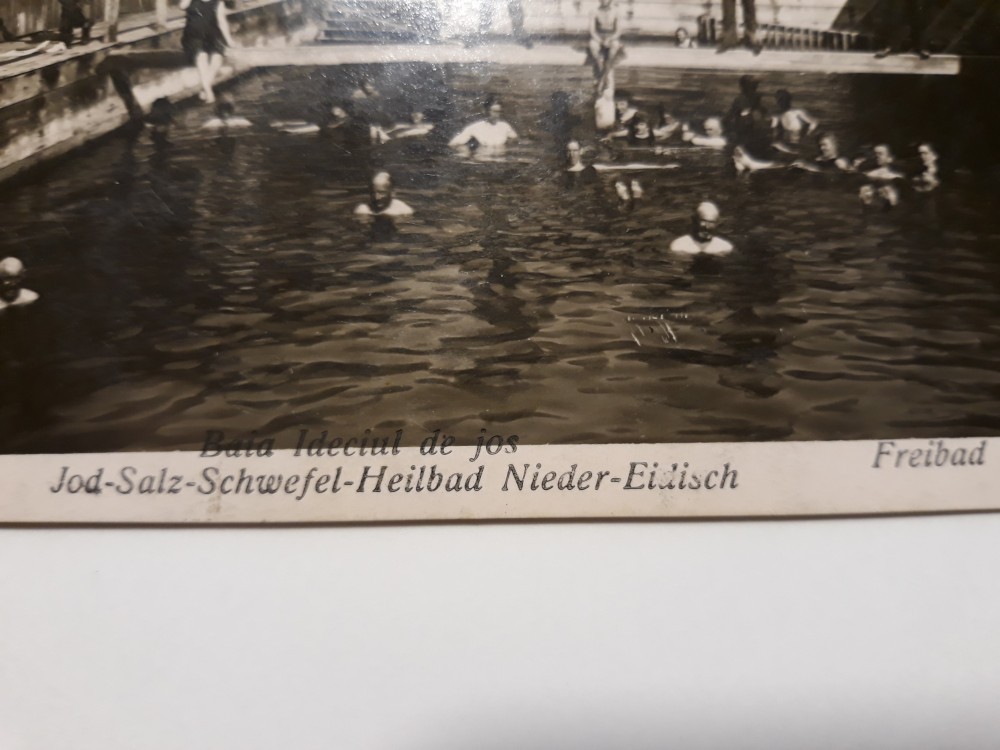 Baia Ideciul de jos
Jod-Salz-Schwefel-Heilbad Nieder-Eidisch
Freibad